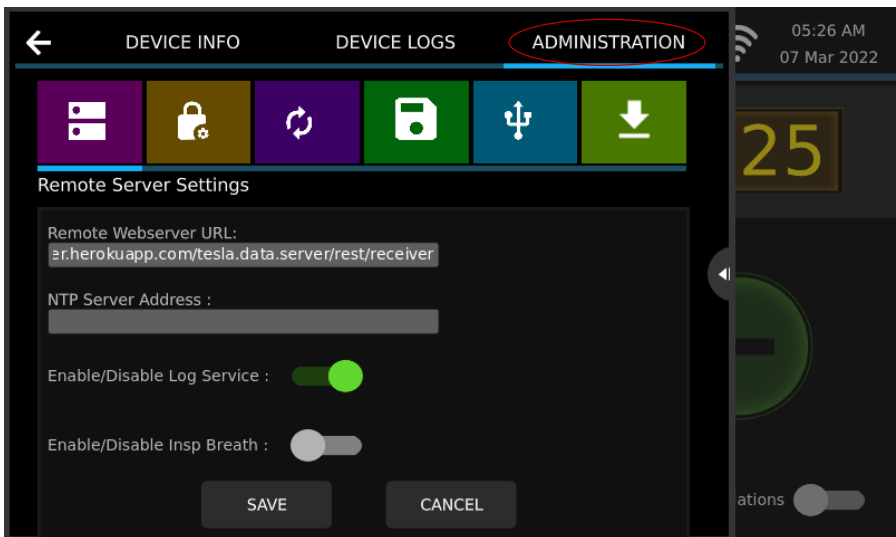 DEVICE INFO DEVICE LOGS ADMINISTRATION
05:26 AM
07 Mar 2022
25
Remote Server Settings
Remote Webserver URL:
er.herokuapp.com/tesla.data.server/rest/receiver
NTP Server Address :
Enable/Disable Log Service :
Enable/Disable Insp Breath :
SAVE CANCEL
ations